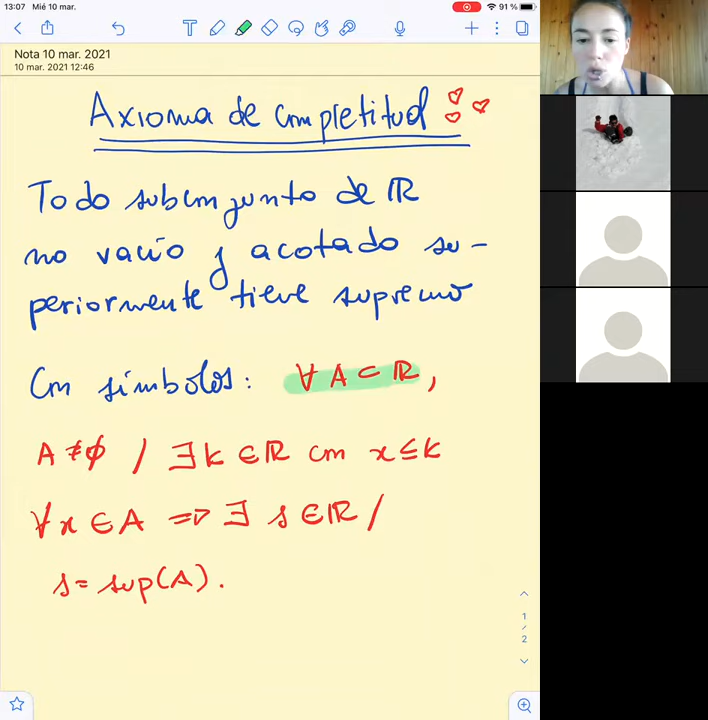 13:07 Mié 10 mar.
91 %
Nota 10 mar. 2021
10 mar. 2021 12:46
Axioma de completitud
Todo subconjunto de ℝ
no vacío y acotado su-
periormente tiene supremo
Con símbolos: ∀ A ⊂ ℝ,
A ≠ ∅ / ∃ k ∈ ℝ con x ≤ k
∀x ∈ A ⇒ ∃ s ∈ ℝ /
s = sup(A).
1
/
2